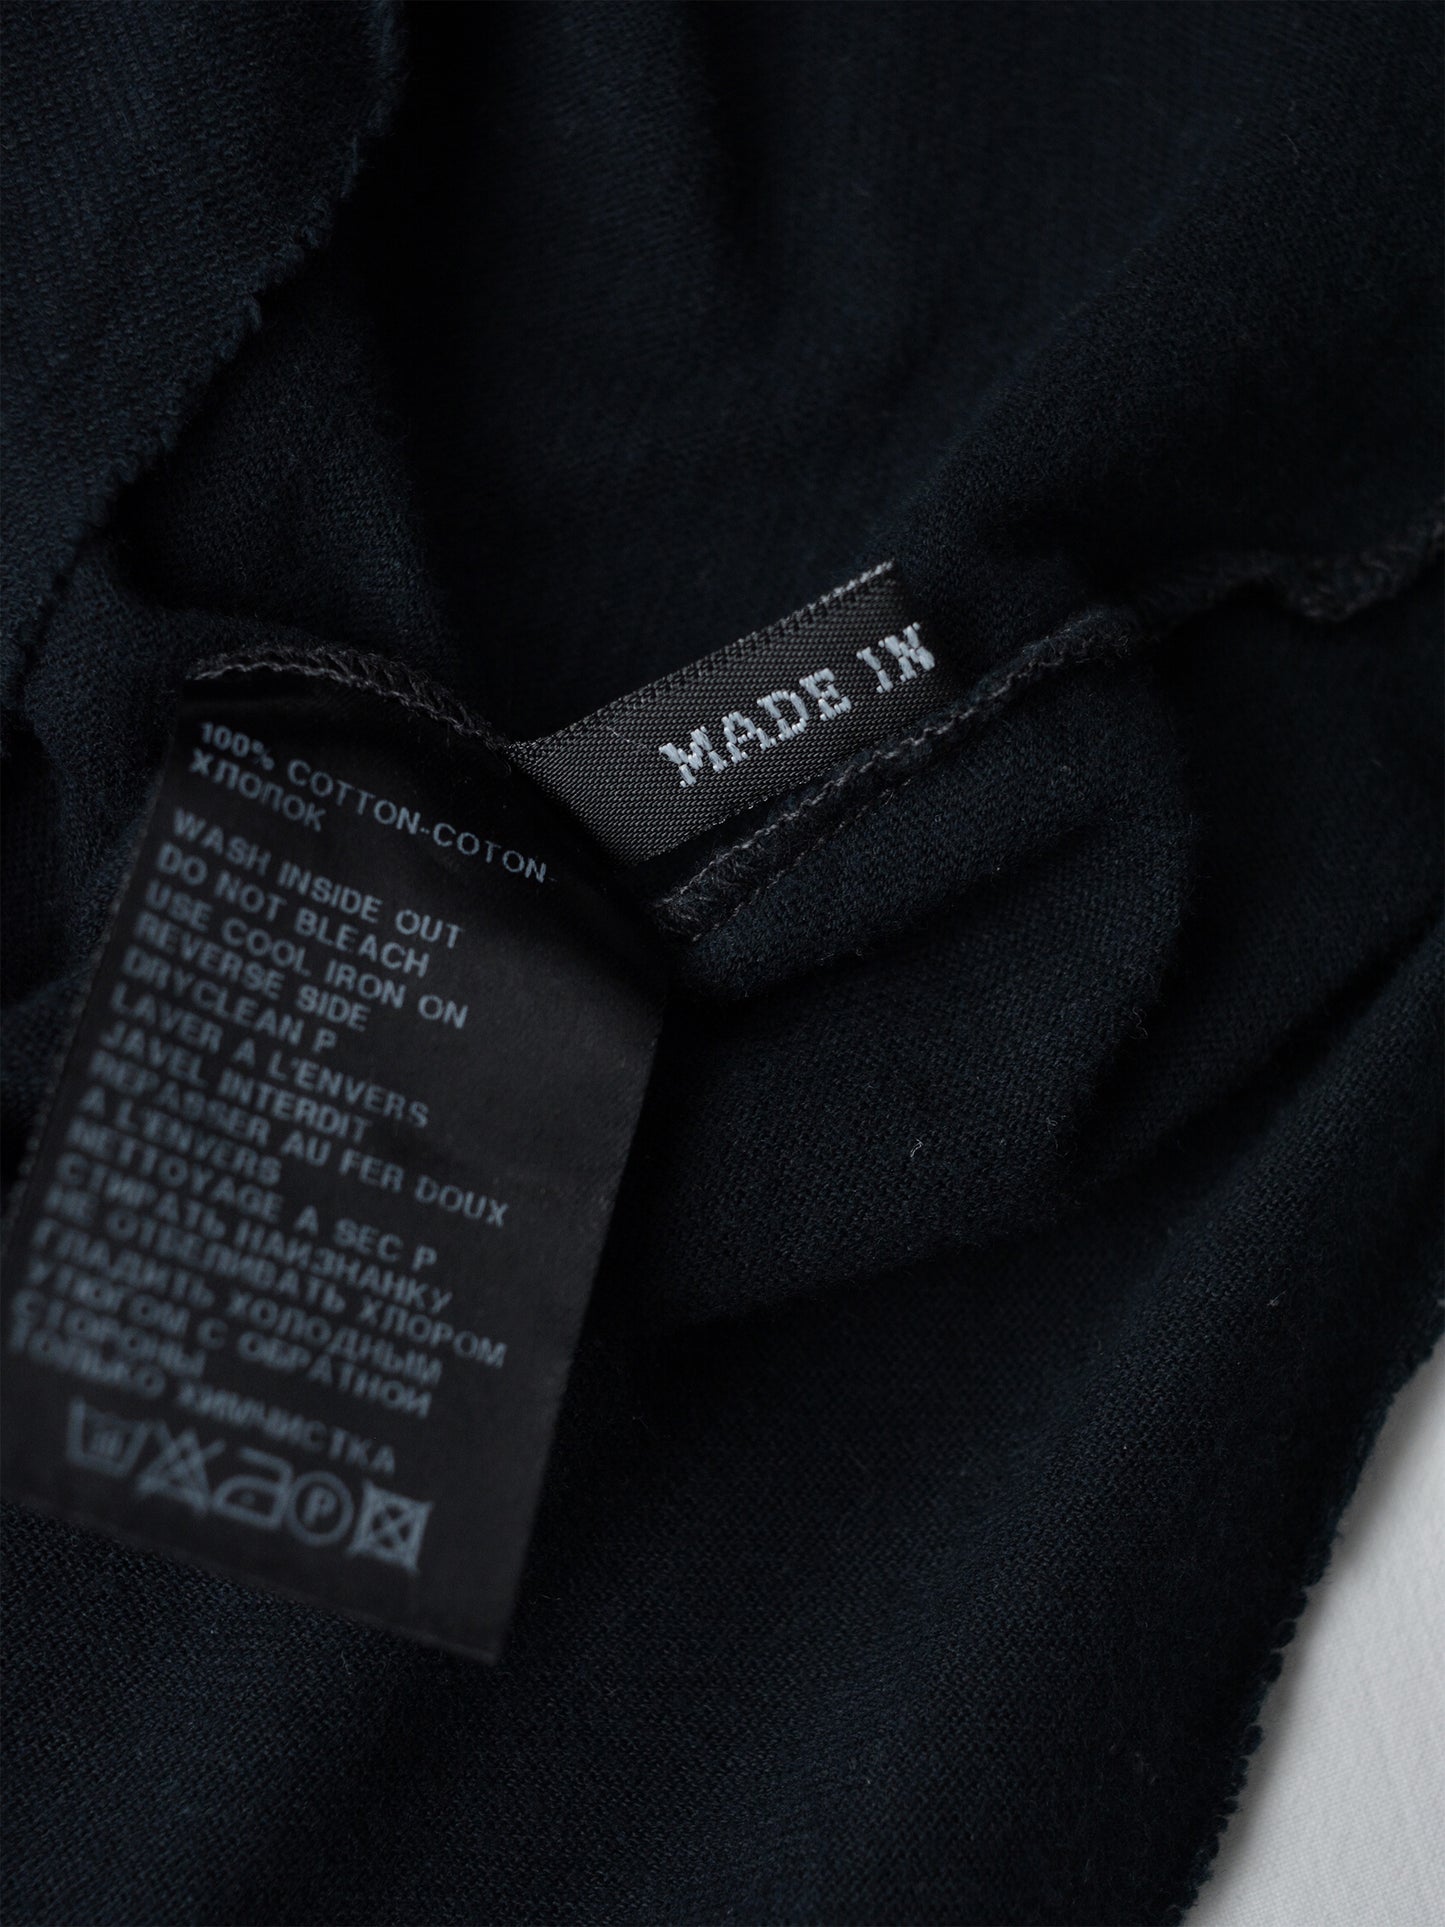 MADE IN
100% COTTON-COTON-
ХЛОПОК
WASH INSIDE OUT
DO NOT BLEACH
USE COOL IRON ON
REVERSE SIDE
DRYCLEAN P
LAVER A L'ENVERS
JAVEL INTERDIT
REPASSER AU FER DOUX
A L'ENVERS
NETTOYAGE A SEC P
СТИРАТЬ НАИЗНАНКУ
НЕ ОТБЕЛИВАТЬ ХЛОРОМ
ГЛАДИТЬ ХОЛОДНЫМ
УТЮГОМ С ОБРАТНОЙ
СТОРОНЫ
ТОЛЬКО ХИМЧИСТКА
P